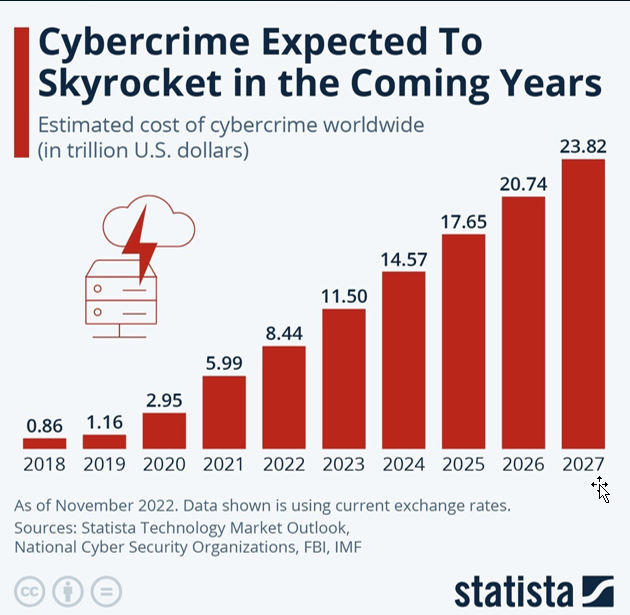 Cybercrime Expected To
Skyrocket in the Coming Years
Estimated cost of cybercrime worldwide
(in trillion U.S. dollars)
23.82
20.74
17.65
14.57
11.50
8.44
5.99
2.95
1.16
0.86
2018 2019 2020 2021 2022 2023 2024 2025 2026 2027
As of November 2022. Data shown is using current exchange rates.
Sources: Statista Technology Market Outlook,
National Cyber Security Organizations, FBI, IMF
cc
statista